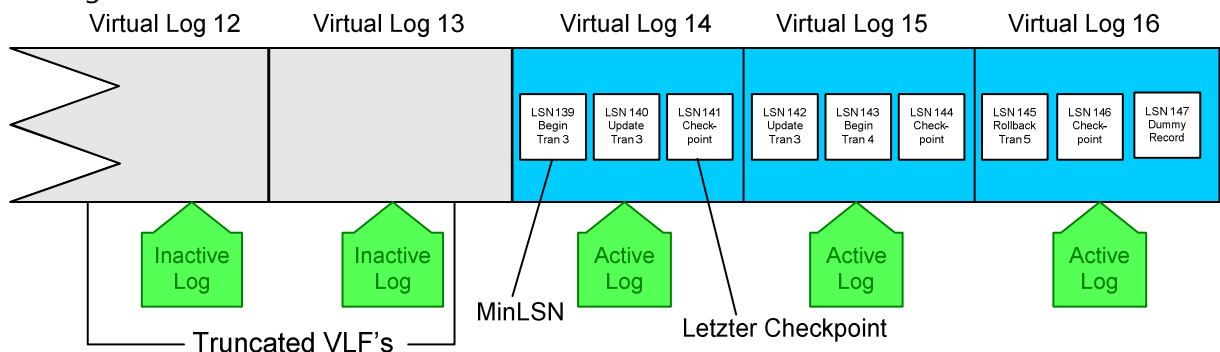 Virtual Log 12
Virtual Log 13
Virtual Log 14
Virtual Log 15
Virtual Log 16
LSN 139
Begin
Tran 3
LSN 140
Update
Tran 3
LSN 141
Check-
point
LSN 142
Update
Tran 3
LSN 143
Begin
Tran 4
LSN 144
Check-
point
LSN 145
Rollback
Tran 5
LSN 146
Check-
point
LSN 147
Dummy
Record
Inactive
Log
Inactive
Log
Active
Log
Active
Log
Active
Log
MinLSN
Letzter Checkpoint
Truncated VLF's